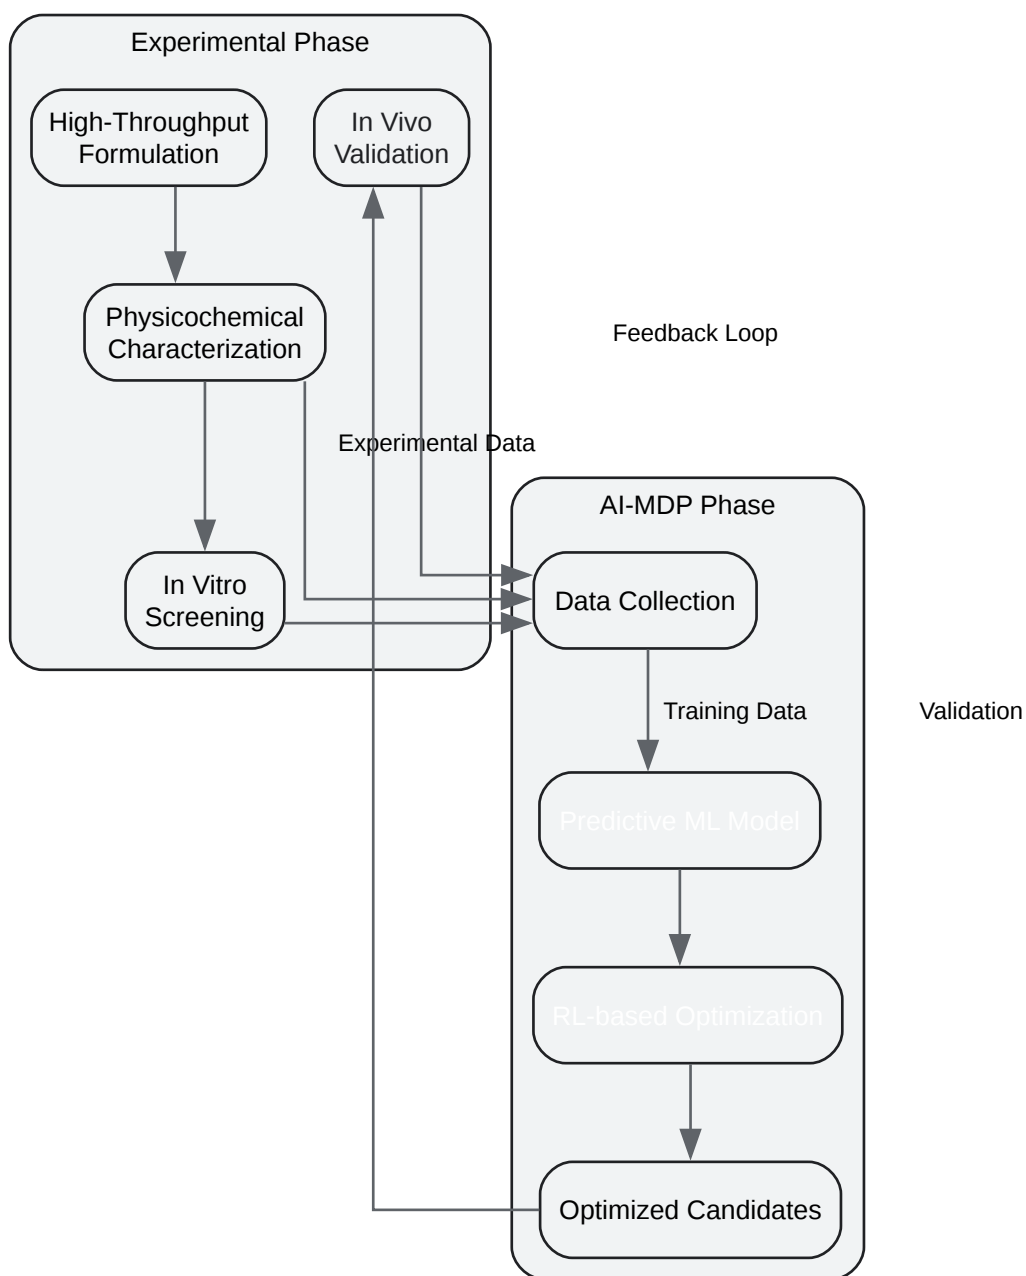 Experimental Phase
High-Throughput
Formulation
In Vivo
Validation
Physicochemical
Characterization
Feedback Loop
Experimental Data
AI-MDP Phase
In Vitro
Screening
Data Collection
Training Data
Validation
Predictive ML Model
RL-based Optimization
Optimized Candidates